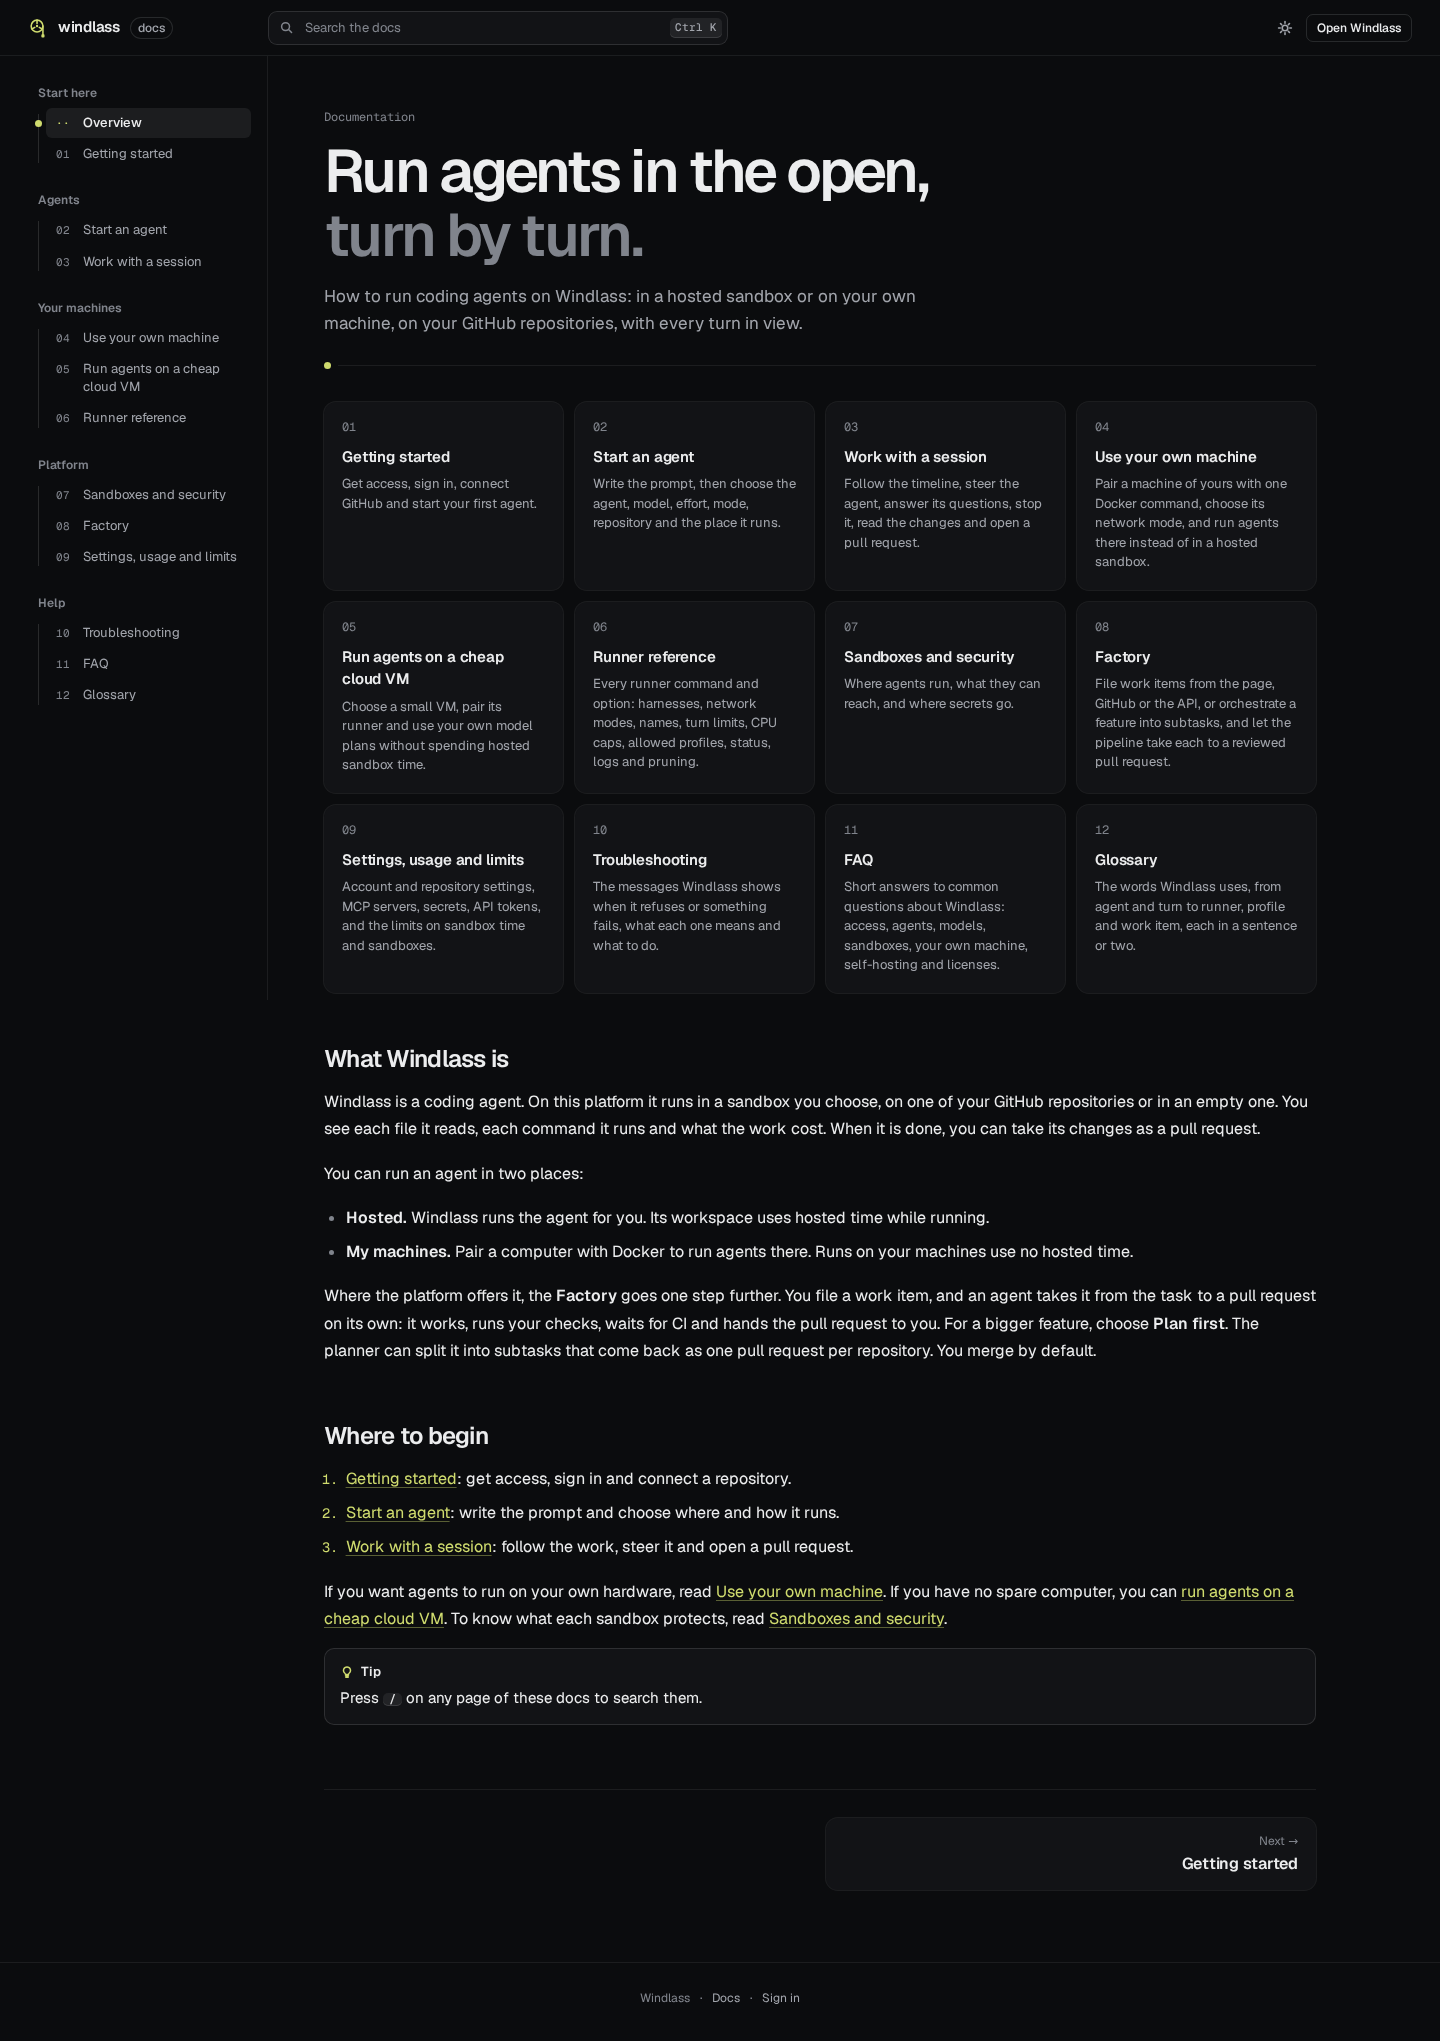 windlass docs
Search the docs
Ctrl K
Open Windlass
Start here
·· Overview
01 Getting started
Agents
02 Start an agent
03 Work with a session
Your machines
04 Use your own machine
05 Run agents on a cheap
cloud VM
06 Runner reference
Platform
07 Sandboxes and security
08 Factory
09 Settings, usage and limits
Help
10 Troubleshooting
11 FAQ
12 Glossary
Documentation
Run agents in the open,
turn by turn.
How to run coding agents on Windlass: in a hosted sandbox or on your own
machine, on your GitHub repositories, with every turn in view.
01
Getting started
Get access, sign in, connect
GitHub and start your first agent.
02
Start an agent
Write the prompt, then choose the
agent, model, effort, mode,
repository and the place it runs.
03
Work with a session
Follow the timeline, steer the
agent, answer its questions, stop
it, read the changes and open a
pull request.
04
Use your own machine
Pair a machine of yours with one
Docker command, choose its
network mode, and run agents
there instead of in a hosted
sandbox.
05
Run agents on a cheap
cloud VM
Choose a small VM, pair its
runner and use your own model
plans without spending hosted
sandbox time.
06
Runner reference
Every runner command and
option: harnesses, network
modes, names, turn limits, CPU
caps, allowed profiles, status,
logs and pruning.
07
Sandboxes and security
Where agents run, what they can
reach, and where secrets go.
08
Factory
File work items from the page,
GitHub or the API, or orchestrate a
feature into subtasks, and let the
pipeline take each to a reviewed
pull request.
09
Settings, usage and limits
Account and repository settings,
MCP servers, secrets, API tokens,
and the limits on sandbox time
and sandboxes.
10
Troubleshooting
The messages Windlass shows
when it refuses or something
fails, what each one means and
what to do.
11
FAQ
Short answers to common
questions about Windlass:
access, agents, models,
sandboxes, your own machine,
self-hosting and licenses.
12
Glossary
The words Windlass uses, from
agent and turn to runner, profile
and work item, each in a sentence
or two.
What Windlass is
Windlass is a coding agent. On this platform it runs in a sandbox you choose, on one of your GitHub repositories or in an empty one. You
see each file it reads, each command it runs and what the work cost. When it is done, you can take its changes as a pull request.
You can run an agent in two places:
• Hosted. Windlass runs the agent for you. Its workspace uses hosted time while running.
• My machines. Pair a computer with Docker to run agents there. Runs on your machines use no hosted time.
Where the platform offers it, the Factory goes one step further. You file a work item, and an agent takes it from the task to a pull request
on its own: it works, runs your checks, waits for CI and hands the pull request to you. For a bigger feature, choose Plan first. The
planner can split it into subtasks that come back as one pull request per repository. You merge by default.
Where to begin
1. Getting started: get access, sign in and connect a repository.
2. Start an agent: write the prompt and choose where and how it runs.
3. Work with a session: follow the work, steer it and open a pull request.
If you want agents to run on your own hardware, read Use your own machine. If you have no spare computer, you can run agents on a
cheap cloud VM. To know what each sandbox protects, read Sandboxes and security.
Tip
Press / on any page of these docs to search them.
Next →
Getting started
Windlass · Docs · Sign in